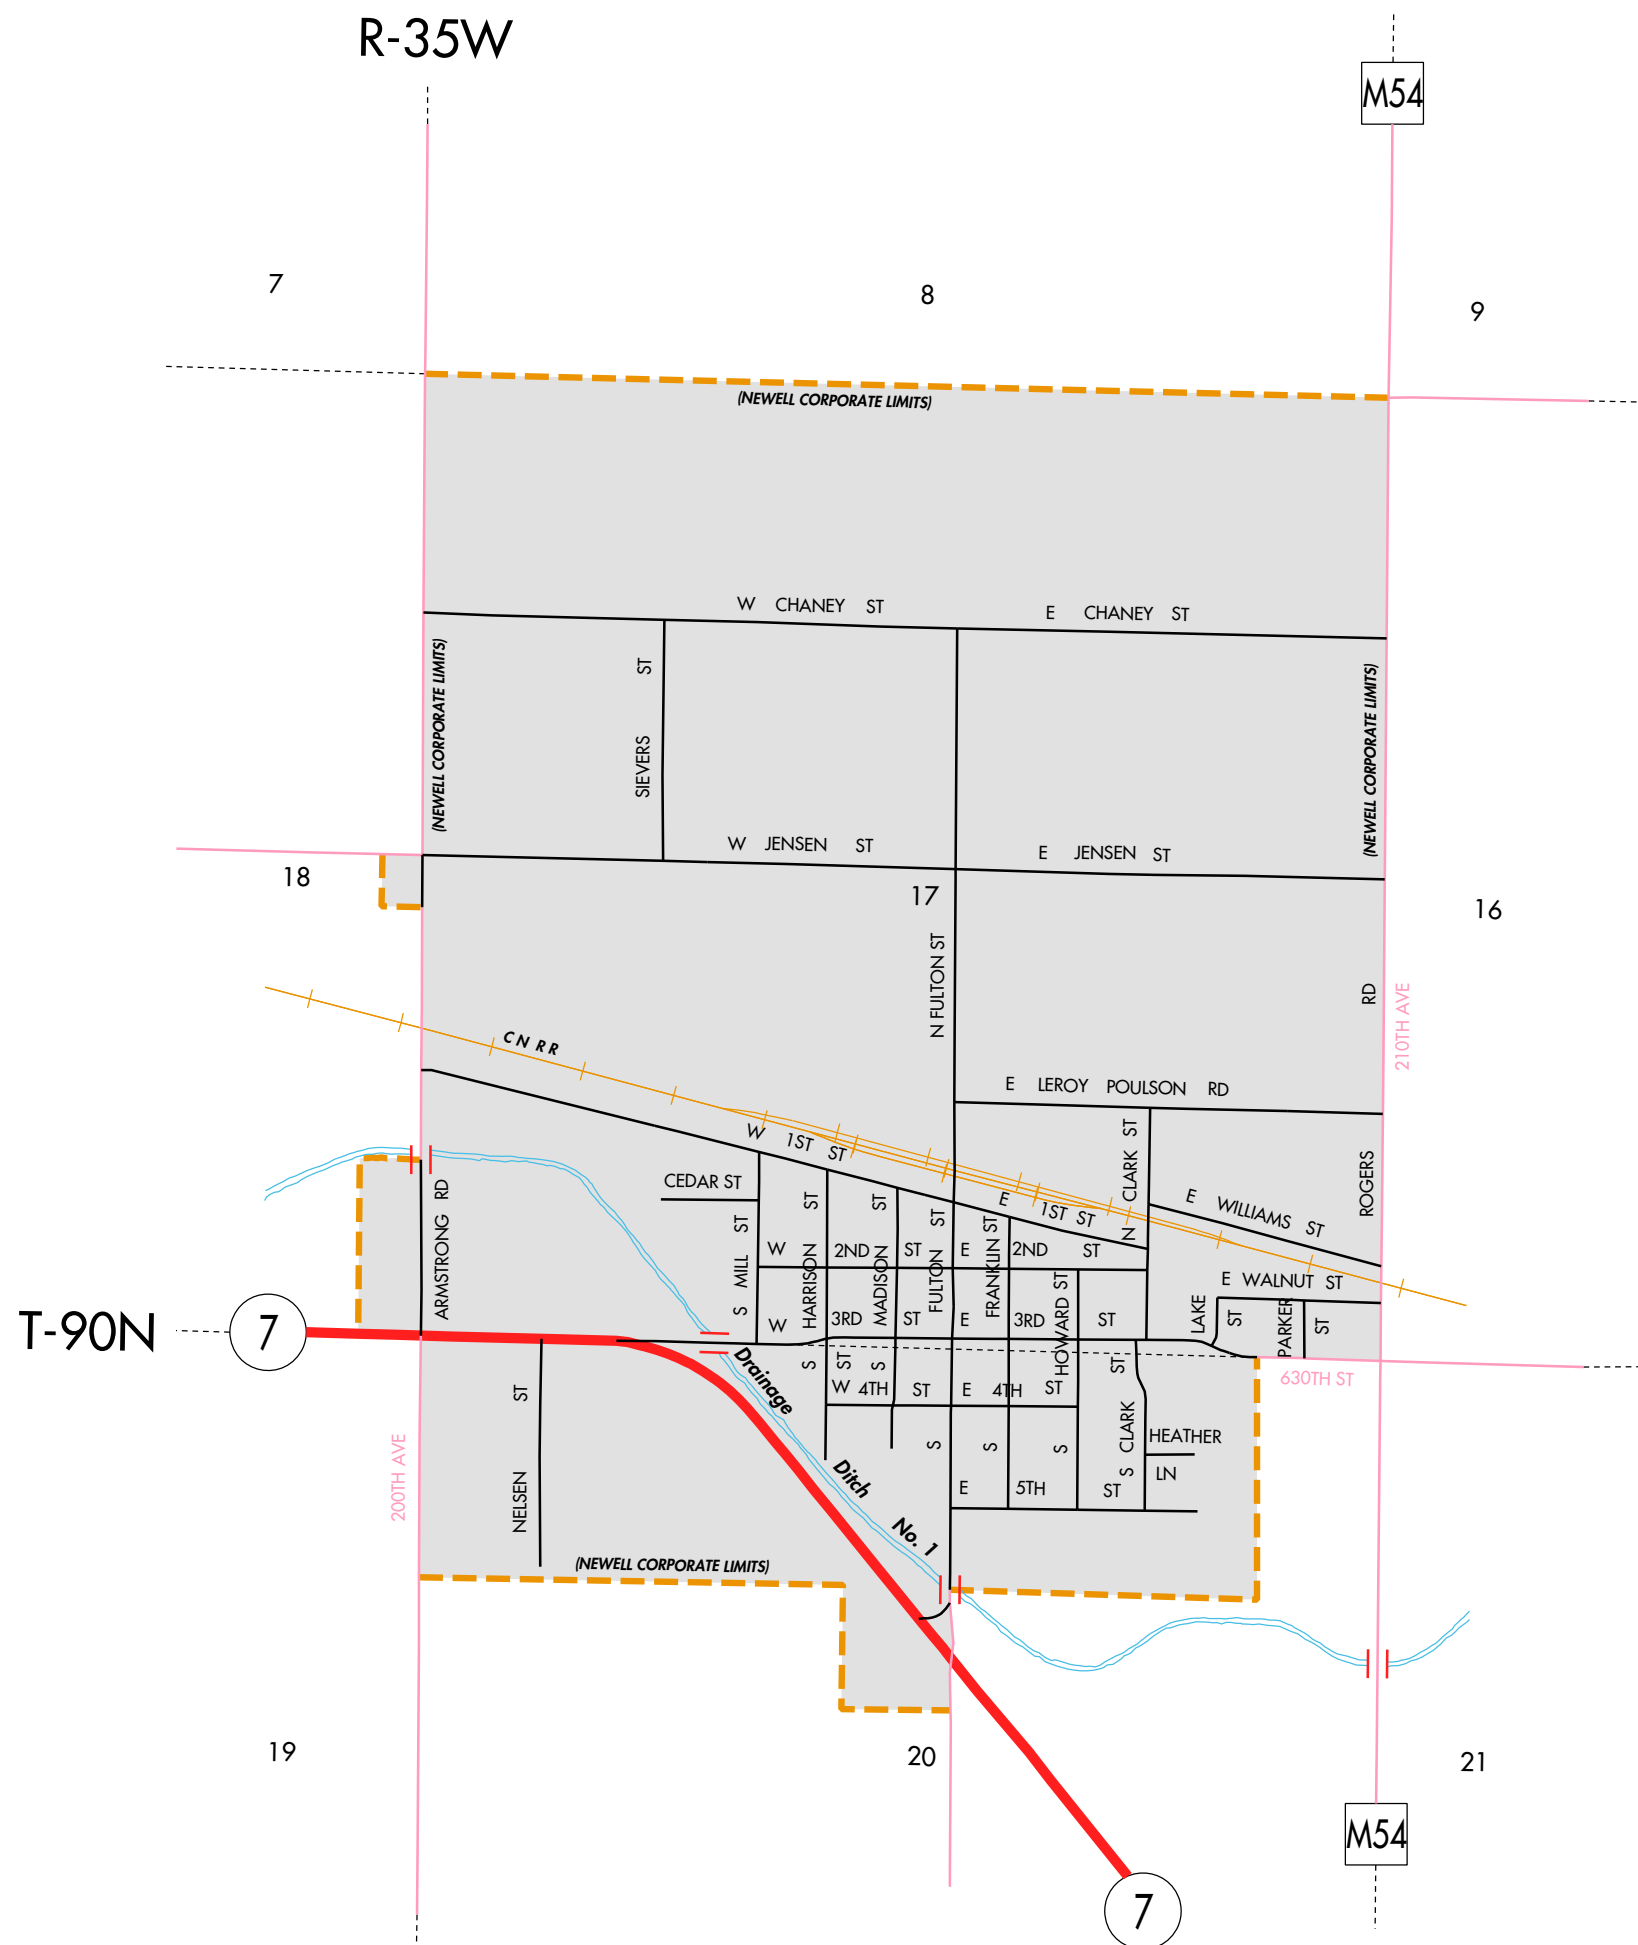 R-35W
M54
7
8
9
(NEWELL CORPORATE LIMITS)
W CHANEY ST
E CHANEY ST
(NEWELL CORPORATE LIMITS)
SIEVERS ST
(NEWELL CORPORATE LIMITS)
W JENSEN ST
E JENSEN ST
18
17
16
N FULTON ST
ROGERS RD
210TH AVE
CN RR
E LEROY POULSON RD
W 1ST ST
E 1ST ST
N CLARK ST
E WILLIAMS ST
CEDAR ST
ARMSTRONG RD
S MILL ST
S HARRISON ST
S MADISON ST
S FULTON ST
S FRANKLIN ST
S HOWARD ST
W 2ND ST
E 2ND ST
E WALNUT ST
LAKE ST
PARKER ST
T-90N
7
W 3RD ST
E 3RD ST
ST
630TH ST
W 4TH ST
E 4TH ST
S CLARK ST
HEATHER LN
E 5TH ST
NELSEN ST
200TH AVE
Drainage Ditch No. 1
(NEWELL CORPORATE LIMITS)
19
20
21
M54
7